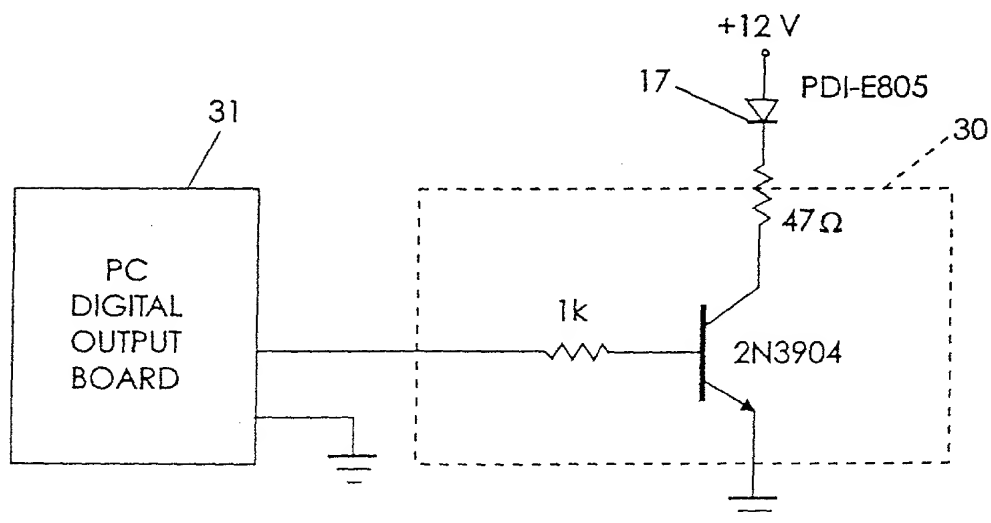 +12 V
17
PDI-E805
31
30
47Ω
PC
DIGITAL
OUTPUT
BOARD
1k
2N3904